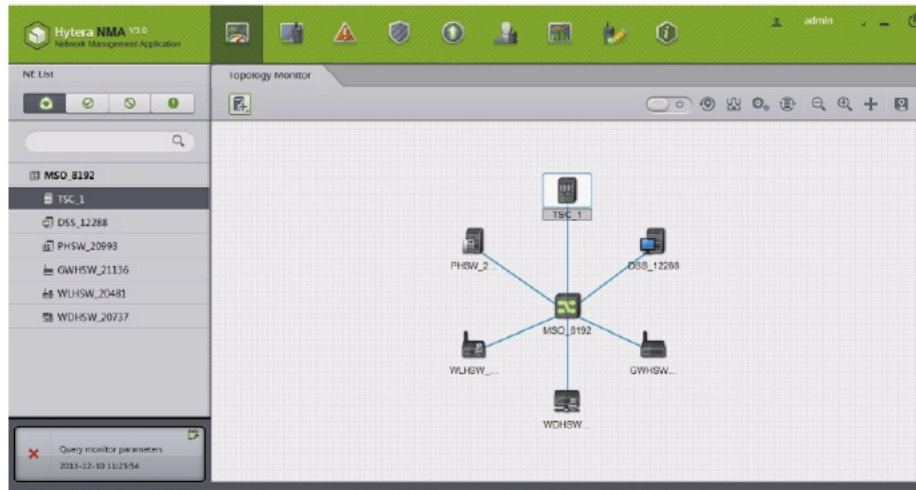 Hytera NMA V3.0
Network Management Application
admin
NE List
Topology Monitor
MSO_8192
TSC_1
DSS_12288
PHSW_20993
GWHSW_21136
WLHSW_20481
WDHSW_20737
TSC_1
PHSW_2...
DSS_12288
MSO_8192
WLHSW_...
GWHSW...
WDHSW...
Query monitor parameters
2013-12-30 11:25:54